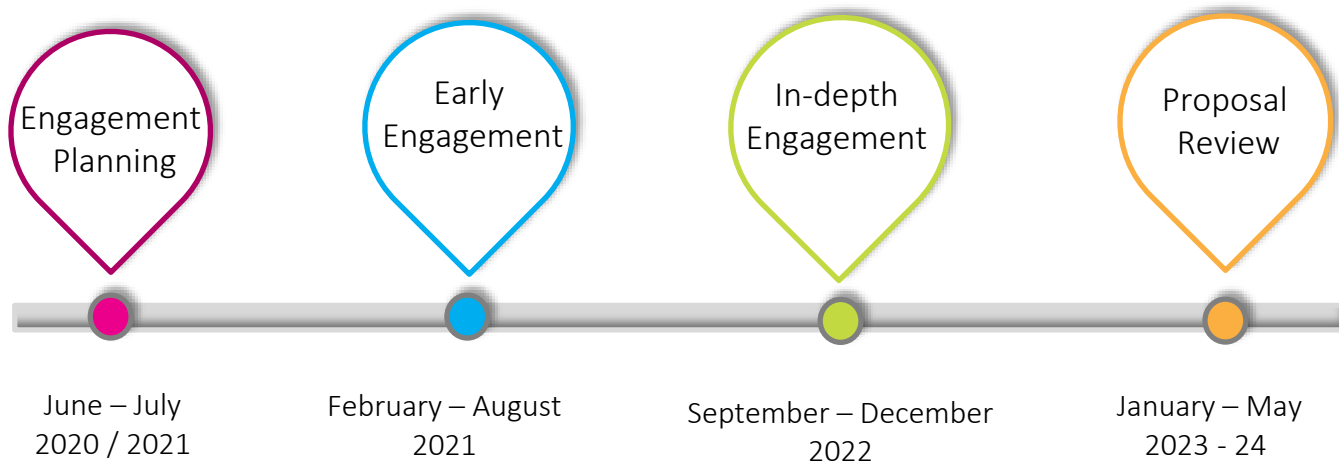 Engagement
Planning
Early
Engagement
In-depth
Engagement
Proposal
Review
June – July
2020 / 2021
February – August
2021
September – December
2022
January – May
2023 - 24